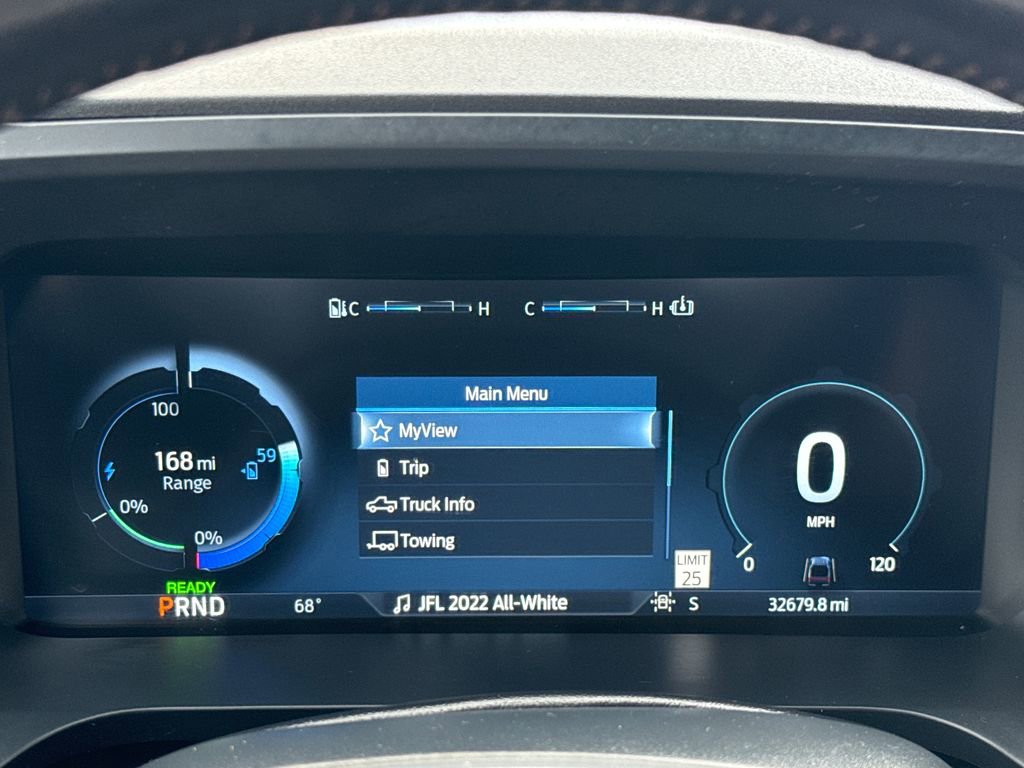 C H C H
Main Menu
MyView
Trip
Truck Info
Towing
100
168 mi
Range
59
0%
0%
0
MPH
0 120
LIMIT
25
READY
PRND
68°
JFL 2022 All-White
S
32679.8 mi